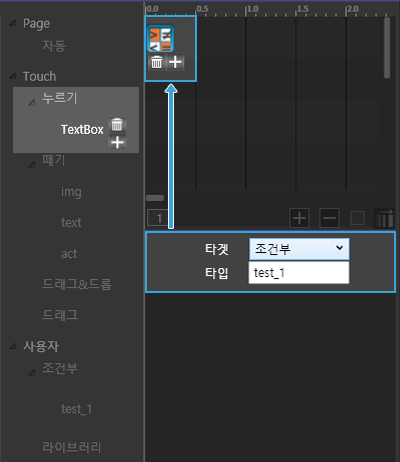 Page
자동
Touch
누르기
TextBox
떼기
img
text
act
드래그&드롭
드래그
사용자
조건부
test_1
라이브러리
0.0 0.5 1.0 1.5 2.0
1
타겟 조건부
타입 test_1